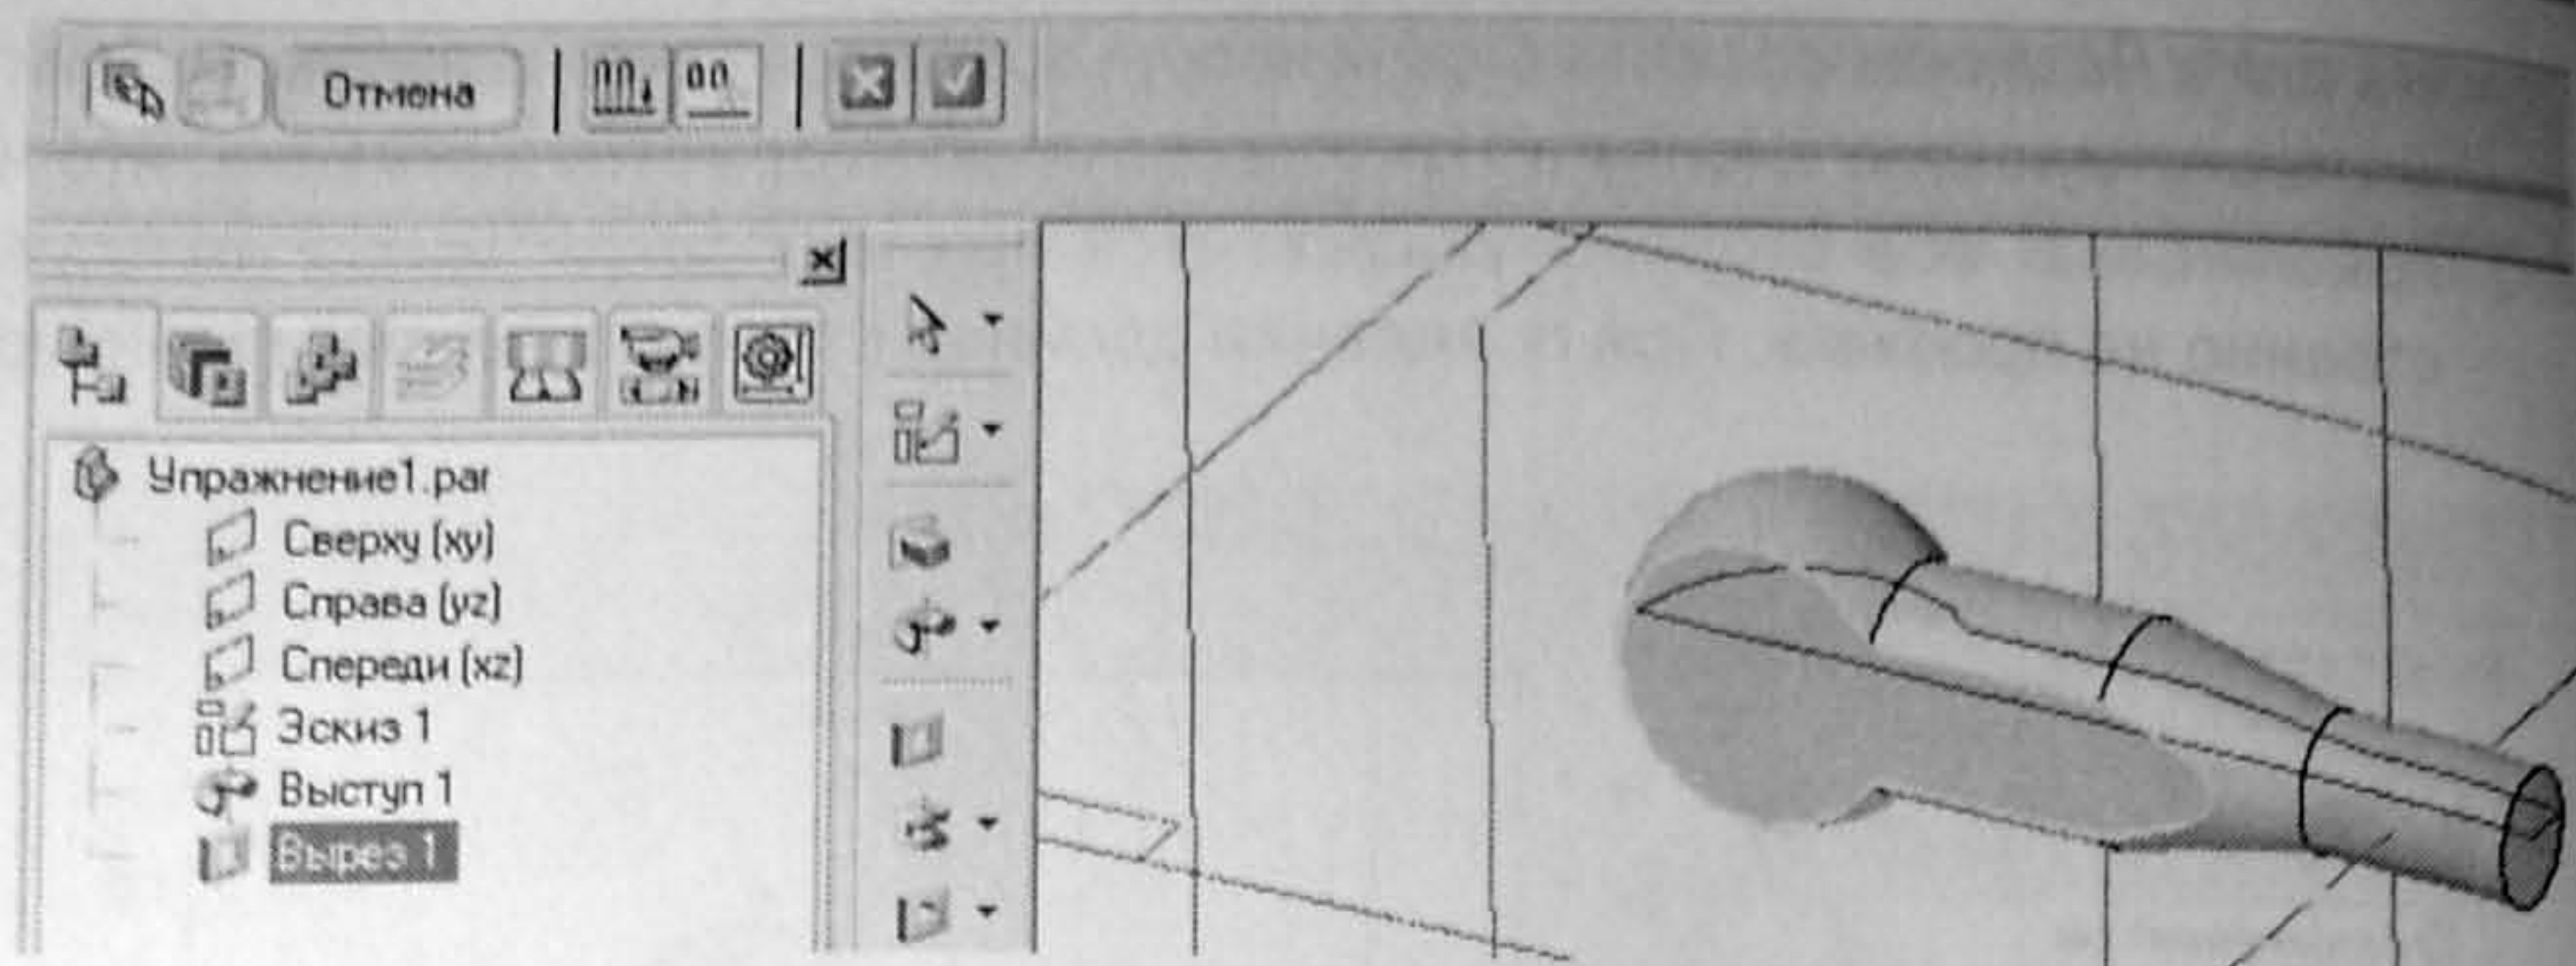 Отмена
Упражнение1.par
Сверху (xy)
Справа (yz)
Спереди (xz)
Эскиз 1
Выступ 1
Вырез 1